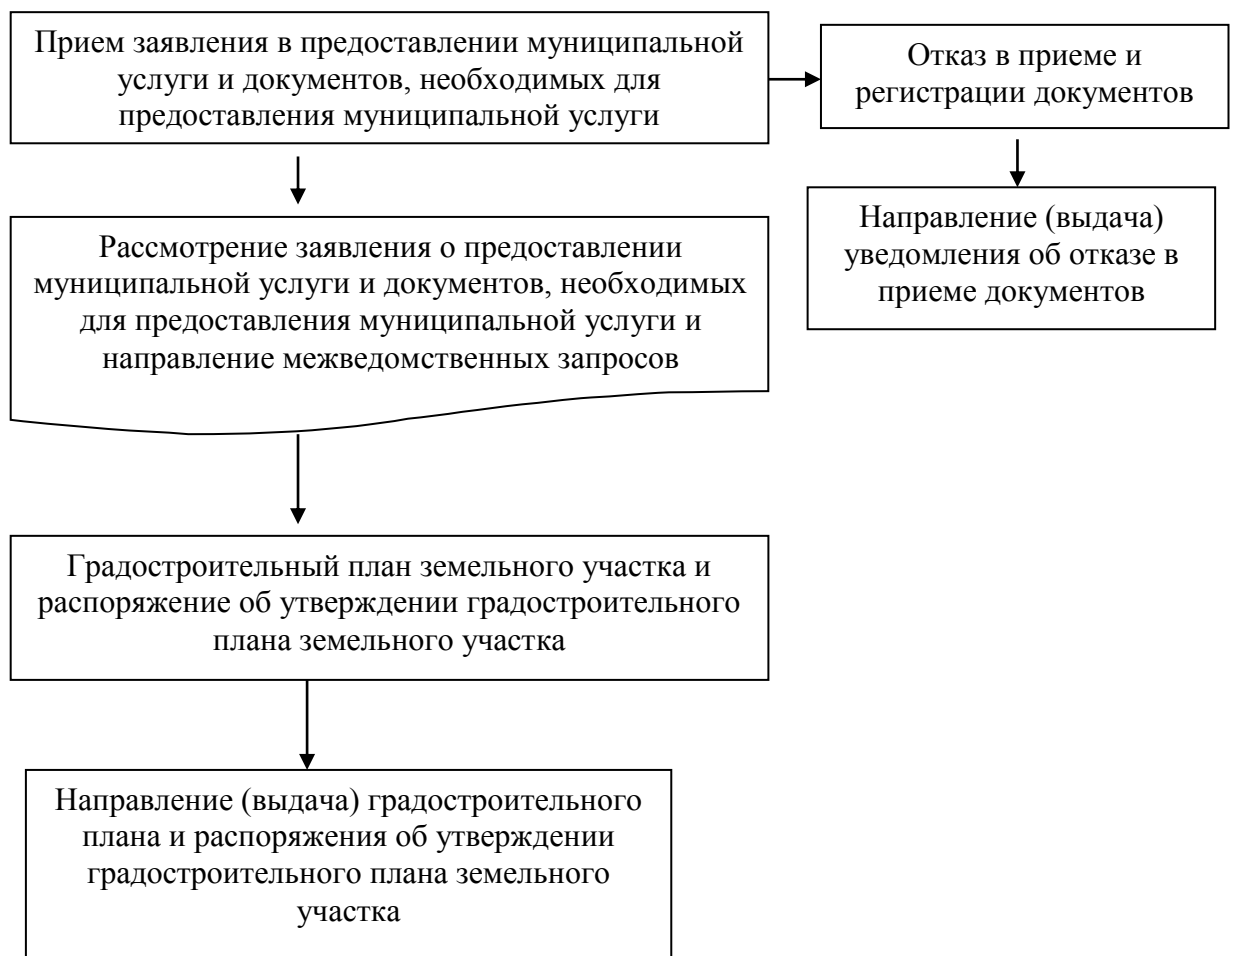 Прием заявления в предоставлении муниципальной
услуги и документов, необходимых для
предоставления муниципальной услуги
Отказ в приеме и
регистрации документов
Направление (выдача)
уведомления об отказе в
приеме документов
Рассмотрение заявления о предоставлении
муниципальной услуги и документов, необходимых
для предоставления муниципальной услуги и
направление межведомственных запросов
Градостроительный план земельного участка и
распоряжение об утверждении градостроительного
плана земельного участка
Направление (выдача) градостроительного
плана и распоряжения об утверждении
градостроительного плана земельного
участка